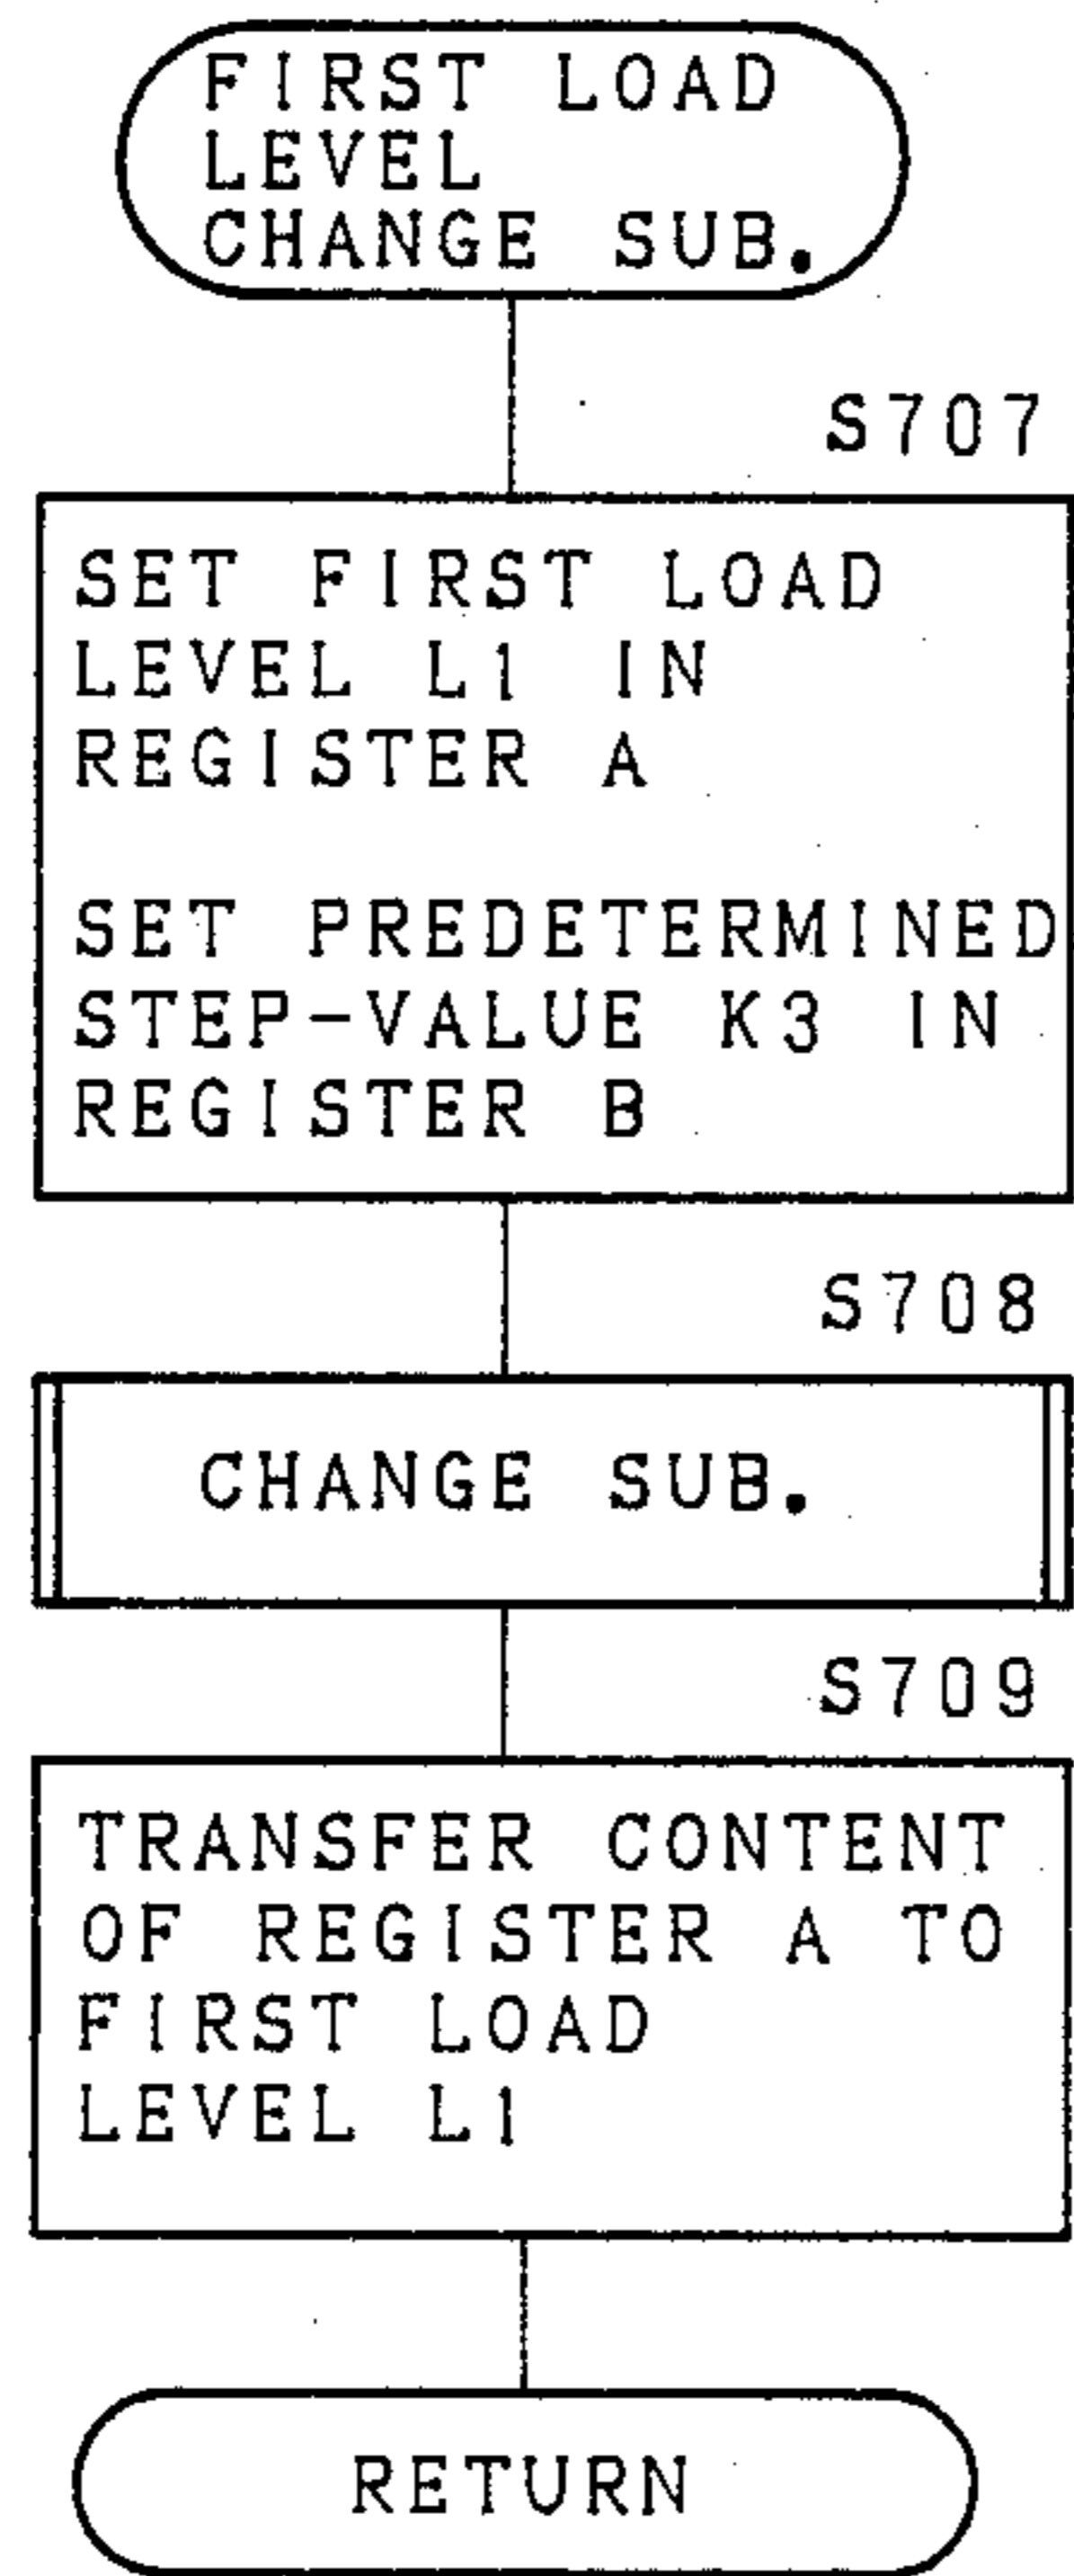 FIRST LOAD
LEVEL
CHANGE SUB.
S707
SET FIRST LOAD
LEVEL L1 IN
REGISTER A
SET PREDETERMINED
STEP-VALUE K3 IN
REGISTER B
S708
CHANGE SUB.
S709
TRANSFER CONTENT
OF REGISTER A TO
FIRST LOAD
LEVEL L1
RETURN